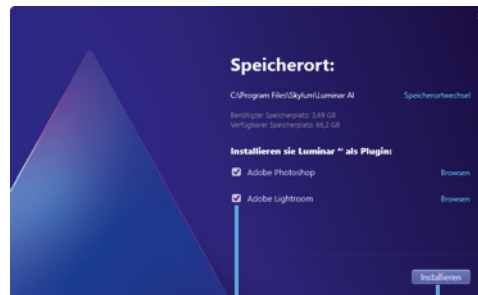 Speicherort:
C:\Program Files\Skylum\Luminar AI Speicherortwechsel
Benötigter Speicherplatz: 3,69 GB
Verfügbarer Speicherplatz: 66,2 GB
Installieren sie Luminar AI als Plugin:
Adobe Photoshop Browsen
Adobe Lightroom Browsen
Installieren